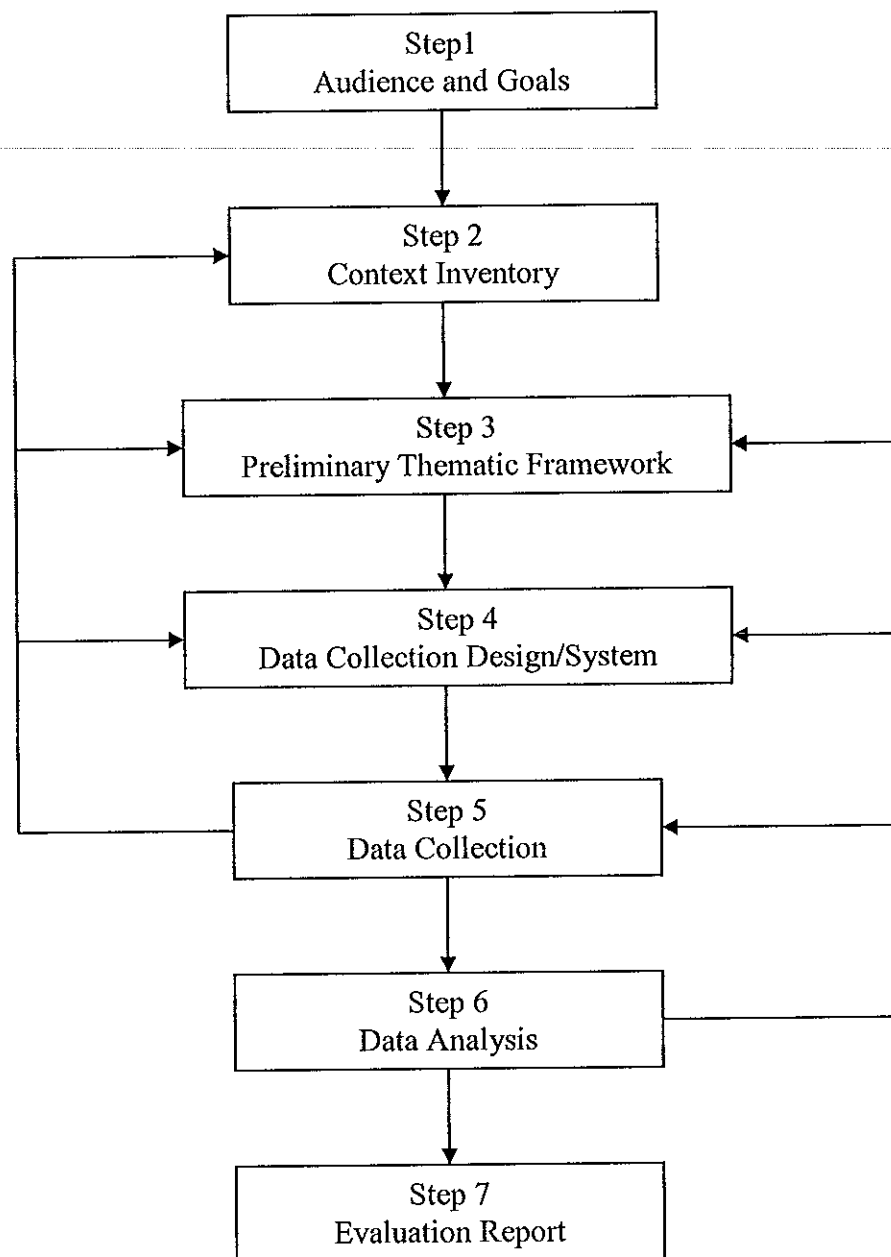 Step1
Audience and Goals
Step 2
Context Inventory
Step 3
Preliminary Thematic Framework
Step 4
Data Collection Design/System
Step 5
Data Collection
Step 6
Data Analysis
Step 7
Evaluation Report